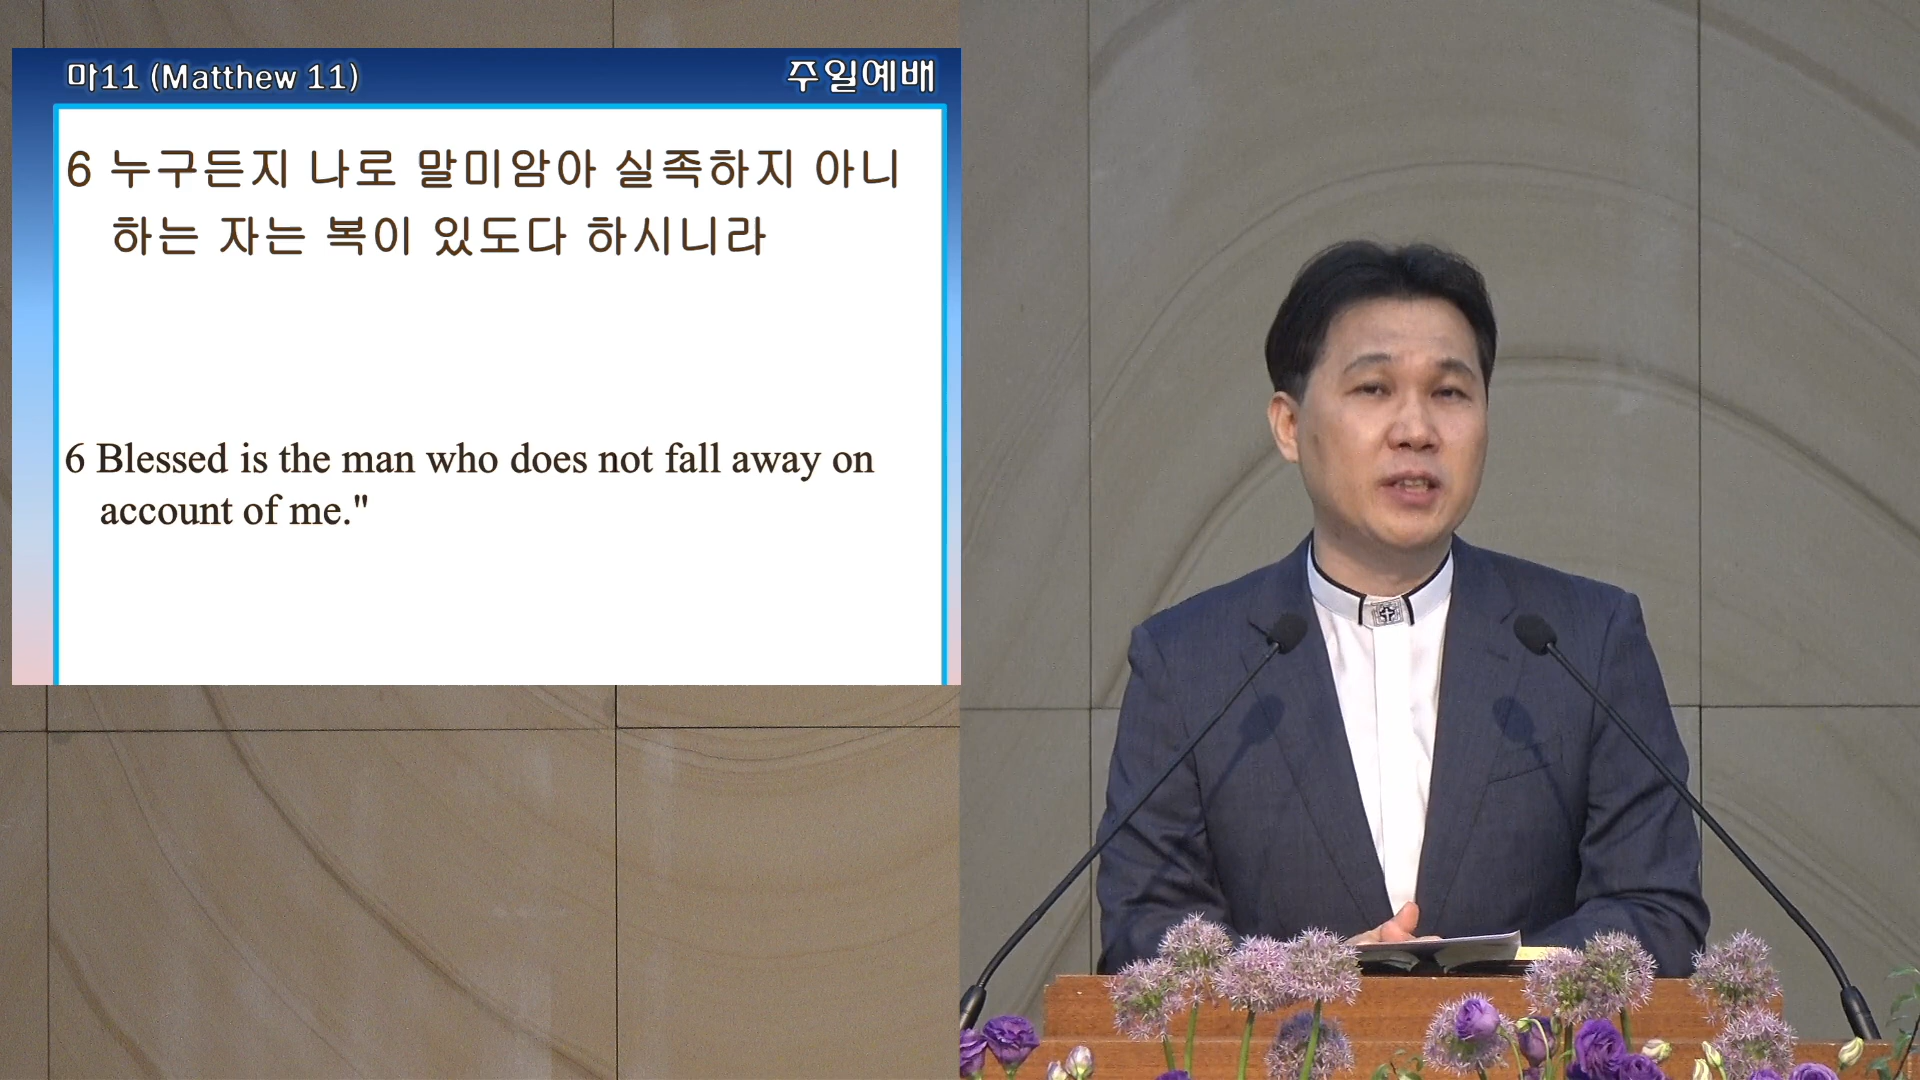 마11 (Matthew 11)
주일예배
6 누구든지 나로 말미암아 실족하지 아니
하는 자는 복이 있도다 하시니라
6 Blessed is the man who does not fall away on
account of me."